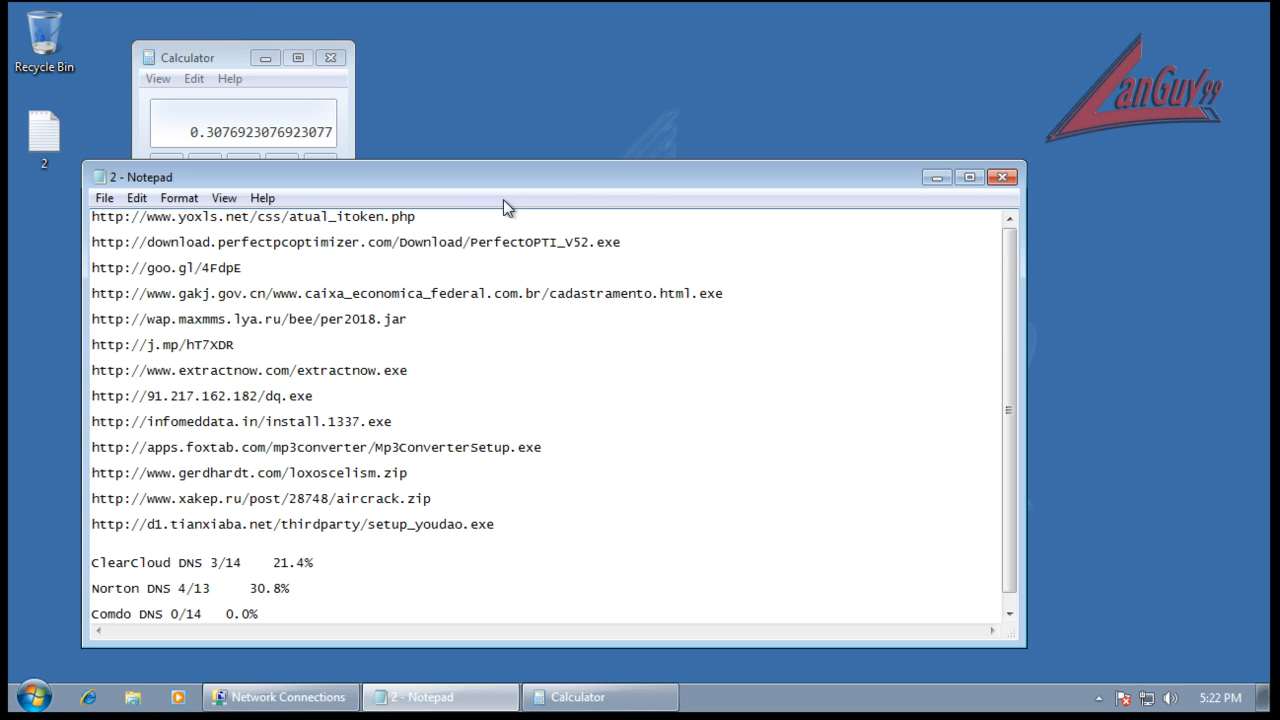 Recycle Bin
2
Calculator
View Edit Help
0.3076923076923077
LanGuy99
2 - Notepad
File Edit Format View Help
http://www.yoxls.net/css/atual_itoken.php
http://download.perfectpcoptimizer.com/Download/PerfectOPTI_V52.exe
http://goo.gl/4FdpE
http://www.gakj.gov.cn/www.caixa_economica_federal.com.br/cadastramento.html.exe
http://wap.maxmms.lya.ru/bee/per2018.jar
http://j.mp/hT7XDR
http://www.extractnow.com/extractnow.exe
http://91.217.162.182/dq.exe
http://infomeddata.in/install.1337.exe
http://apps.foxtab.com/mp3converter/Mp3ConverterSetup.exe
http://www.gerdhardt.com/loxoscelism.zip
http://www.xakep.ru/post/28748/aircrack.zip
http://d1.tianxiaba.net/thirdparty/setup_youdao.exe
ClearCloud DNS 3/14 21.4%
Norton DNS 4/13 30.8%
Comdo DNS 0/14 0.0%
Network Connections
2 - Notepad
Calculator
5:22 PM